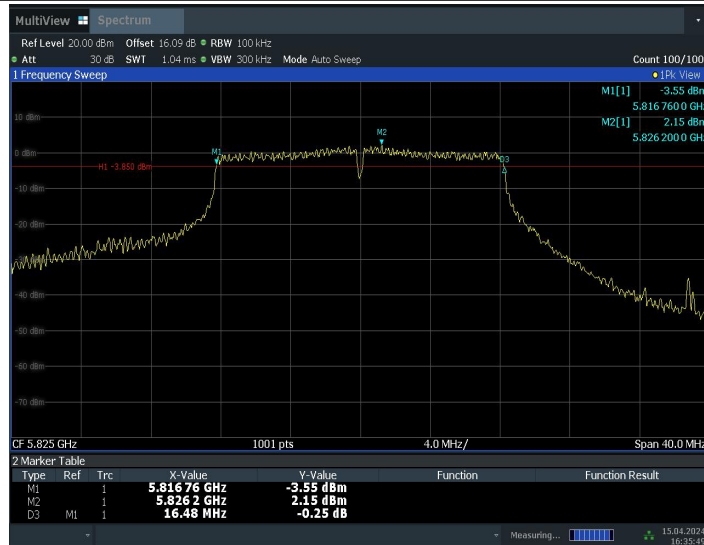 MultiView Spectrum
Ref Level 20.00 dBm Offset 16.09 dB RBW 100 kHz
Att 30 dB SWT 1.04 ms VBW 300 kHz Mode Auto Sweep Count 100/100
1 Frequency Sweep 1Pk View
M1[1] -3.55 dBm
5.816 760 0 GHz
M2[1] 2.15 dBm
5.826 200 0 GHz
10 dBm
M2
0 dBm
M1
D3
H1 -3.850 dBm
-10 dBm
-20 dBm
-30 dBm
-40 dBm
-50 dBm
-60 dBm
-70 dBm
CF 5.825 GHz 1001 pts 4.0 MHz/ Span 40.0 MHz
2 Marker Table
Type Ref Trc X-Value Y-Value Function Function Result
M1 1 5.816 76 GHz -3.55 dBm
M2 1 5.826 2 GHz 2.15 dBm
D3 M1 1 16.48 MHz -0.25 dB
Measuring... 15.04.2024
16:35:49